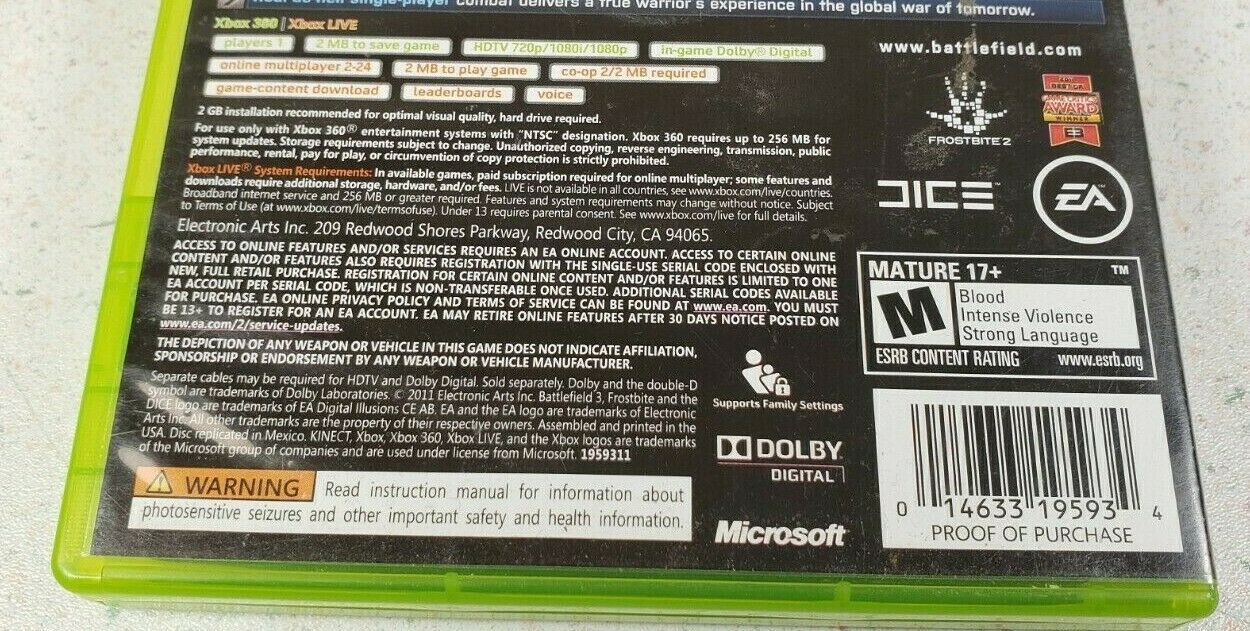 combat delivers a true warrior's experience in the global war of tomorrow.
Xbox 360 | Xbox LIVE
players 1 2 MB to save game HDTV 720p/1080i/1080p in-game Dolby® Digital
online multiplayer 2-24 2 MB to play game co-op 2/2 MB required
game-content download leaderboards voice
2 GB installation recommended for optimal visual quality, hard drive required.
For use only with Xbox 360® entertainment systems with "NTSC" designation. Xbox 360 requires up to 256 MB for
system updates. Storage requirements subject to change. Unauthorized copying, reverse engineering, transmission, public
performance, rental, pay for play, or circumvention of copy protection is strictly prohibited.
Xbox LIVE® System Requirements: In available games, paid subscription required for online multiplayer; some features and
downloads require additional storage, hardware, and/or fees. LIVE is not available in all countries, see www.xbox.com/live/countries.
Broadband internet service and 256 MB or greater required. Features and system requirements may change without notice. Subject
to Terms of Use (at www.xbox.com/live/termsofuse). Under 13 requires parental consent. See www.xbox.com/live for full details.
Electronic Arts Inc. 209 Redwood Shores Parkway, Redwood City, CA 94065.
ACCESS TO ONLINE FEATURES AND/OR SERVICES REQUIRES AN EA ONLINE ACCOUNT. ACCESS TO CERTAIN ONLINE
CONTENT AND/OR FEATURES ALSO REQUIRES REGISTRATION WITH THE SINGLE-USE SERIAL CODE ENCLOSED WITH
NEW, FULL RETAIL PURCHASE. REGISTRATION FOR CERTAIN ONLINE CONTENT AND/OR FEATURES IS LIMITED TO ONE
EA ACCOUNT PER SERIAL CODE, WHICH IS NON-TRANSFERABLE ONCE USED. ADDITIONAL SERIAL CODES AVAILABLE
FOR PURCHASE. EA ONLINE PRIVACY POLICY AND TERMS OF SERVICE CAN BE FOUND AT www.ea.com. YOU MUST
BE 13+ TO REGISTER FOR AN EA ACCOUNT. EA MAY RETIRE ONLINE FEATURES AFTER 30 DAYS NOTICE POSTED ON
www.ea.com/2/service-updates.
THE DEPICTION OF ANY WEAPON OR VEHICLE IN THIS GAME DOES NOT INDICATE AFFILIATION,
SPONSORSHIP OR ENDORSEMENT BY ANY WEAPON OR VEHICLE MANUFACTURER.
Separate cables may be required for HDTV and Dolby Digital. Sold separately. Dolby and the double-D
symbol are trademarks of Dolby Laboratories. © 2011 Electronic Arts Inc. Battlefield 3, Frostbite and the
DICE logo are trademarks of EA Digital Illusions CE AB. EA and the EA logo are trademarks of Electronic
Arts Inc. All other trademarks are the property of their respective owners. Assembled and printed in the
USA. Disc replicated in Mexico. KINECT, Xbox, Xbox 360, Xbox LIVE, and the Xbox logos are trademarks
of the Microsoft group of companies and are used under license from Microsoft. 1959311
WARNING Read instruction manual for information about
photosensitive seizures and other important safety and health information.
www.battlefield.com
FROSTBITE 2
BEST OF
AWARD
WINNER
E3
DICE™
EA™
MATURE 17+ ™
M
Blood
Intense Violence
Strong Language
ESRB CONTENT RATING www.esrb.org
Supports Family Settings
DOLBY
DIGITAL
Microsoft
0 14633 19593 4
PROOF OF PURCHASE